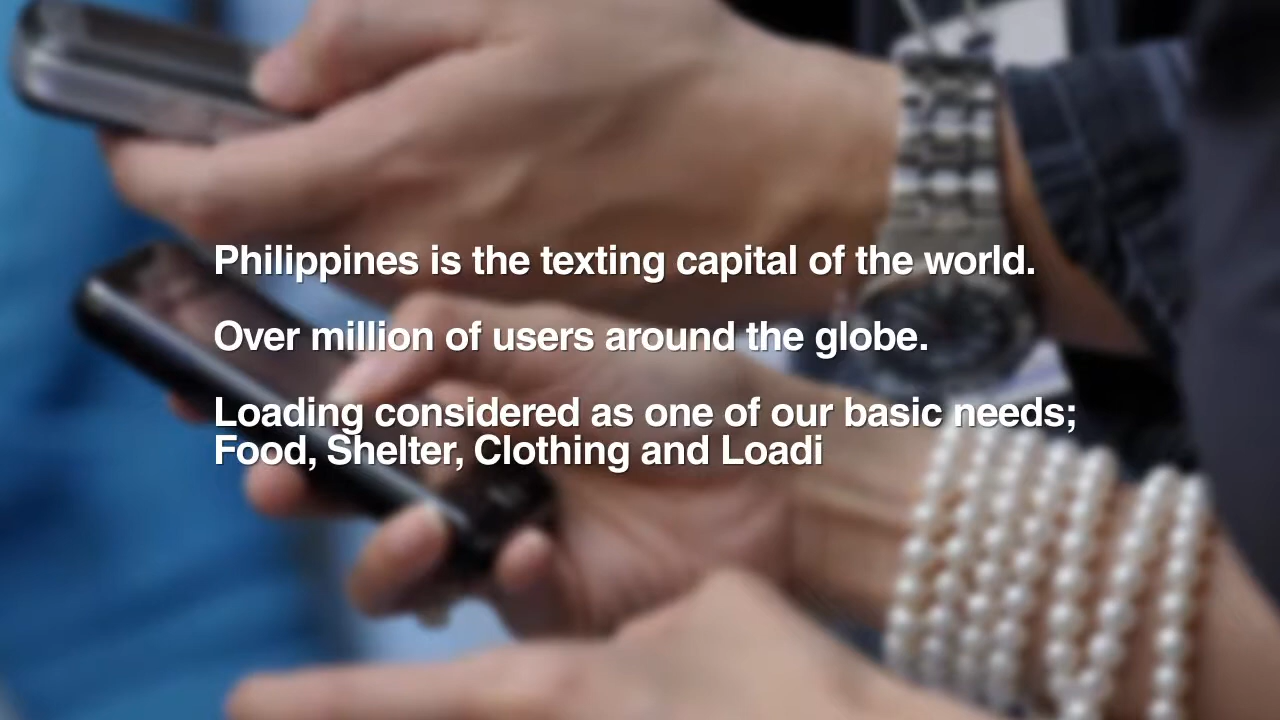 Philippines is the texting capital of the world.
Over million of users around the globe.
Loading considered as one of our basic needs;
Food, Shelter, Clothing and Loadi